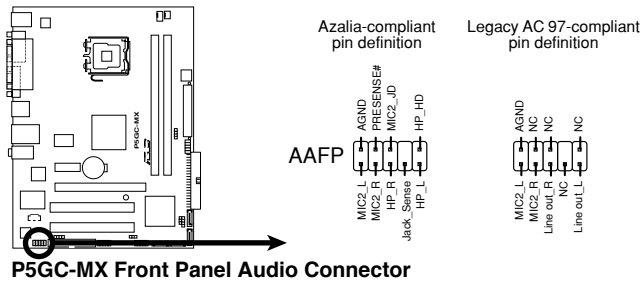 Azalia-compliant
pin definition
Legacy AC 97-compliant
pin definition
AGND
PRESENSE#
MIC2_JD
HP_HD
AAFP
MIC2_L
MIC2_R
HP_R
Jack_Sense
HP_L
AGND
NC
NC
NC
MIC2_L
MIC2_R
Line out_R
NC
Line out_L
P5GC-MX
P5GC-MX Front Panel Audio Connector